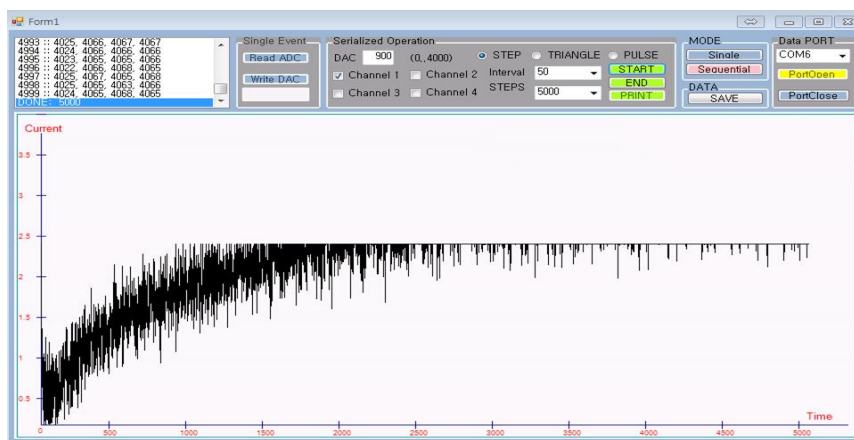 Form1
4993 :: 4025, 4066, 4067, 4067
4994 :: 4024, 4066, 4066, 4066
4995 :: 4023, 4065, 4065, 4066
4996 :: 4022, 4066, 4068, 4065
4997 :: 4025, 4067, 4065, 4068
4998 :: 4025, 4065, 4063, 4066
4999 :: 4024, 4065, 4068, 4065
DONE: 5000
Single Event
Read ADC
Write DAC
Serialized Operation
DAC 900 (0,,4000) STEP TRIANGLE PULSE
Channel 1 Channel 2 Interval 50 START
Channel 3 Channel 4 STEPS 5000 END
PRINT
MODE
Single
Sequential
DATA
SAVE
Data PORT
COM6
PortOpen
PortClose
Current
3.5
3
2.5
2
1.5
1
0.5
Time
0 500 1000 1500 2000 2500 3000 3500 4000 4500 5000